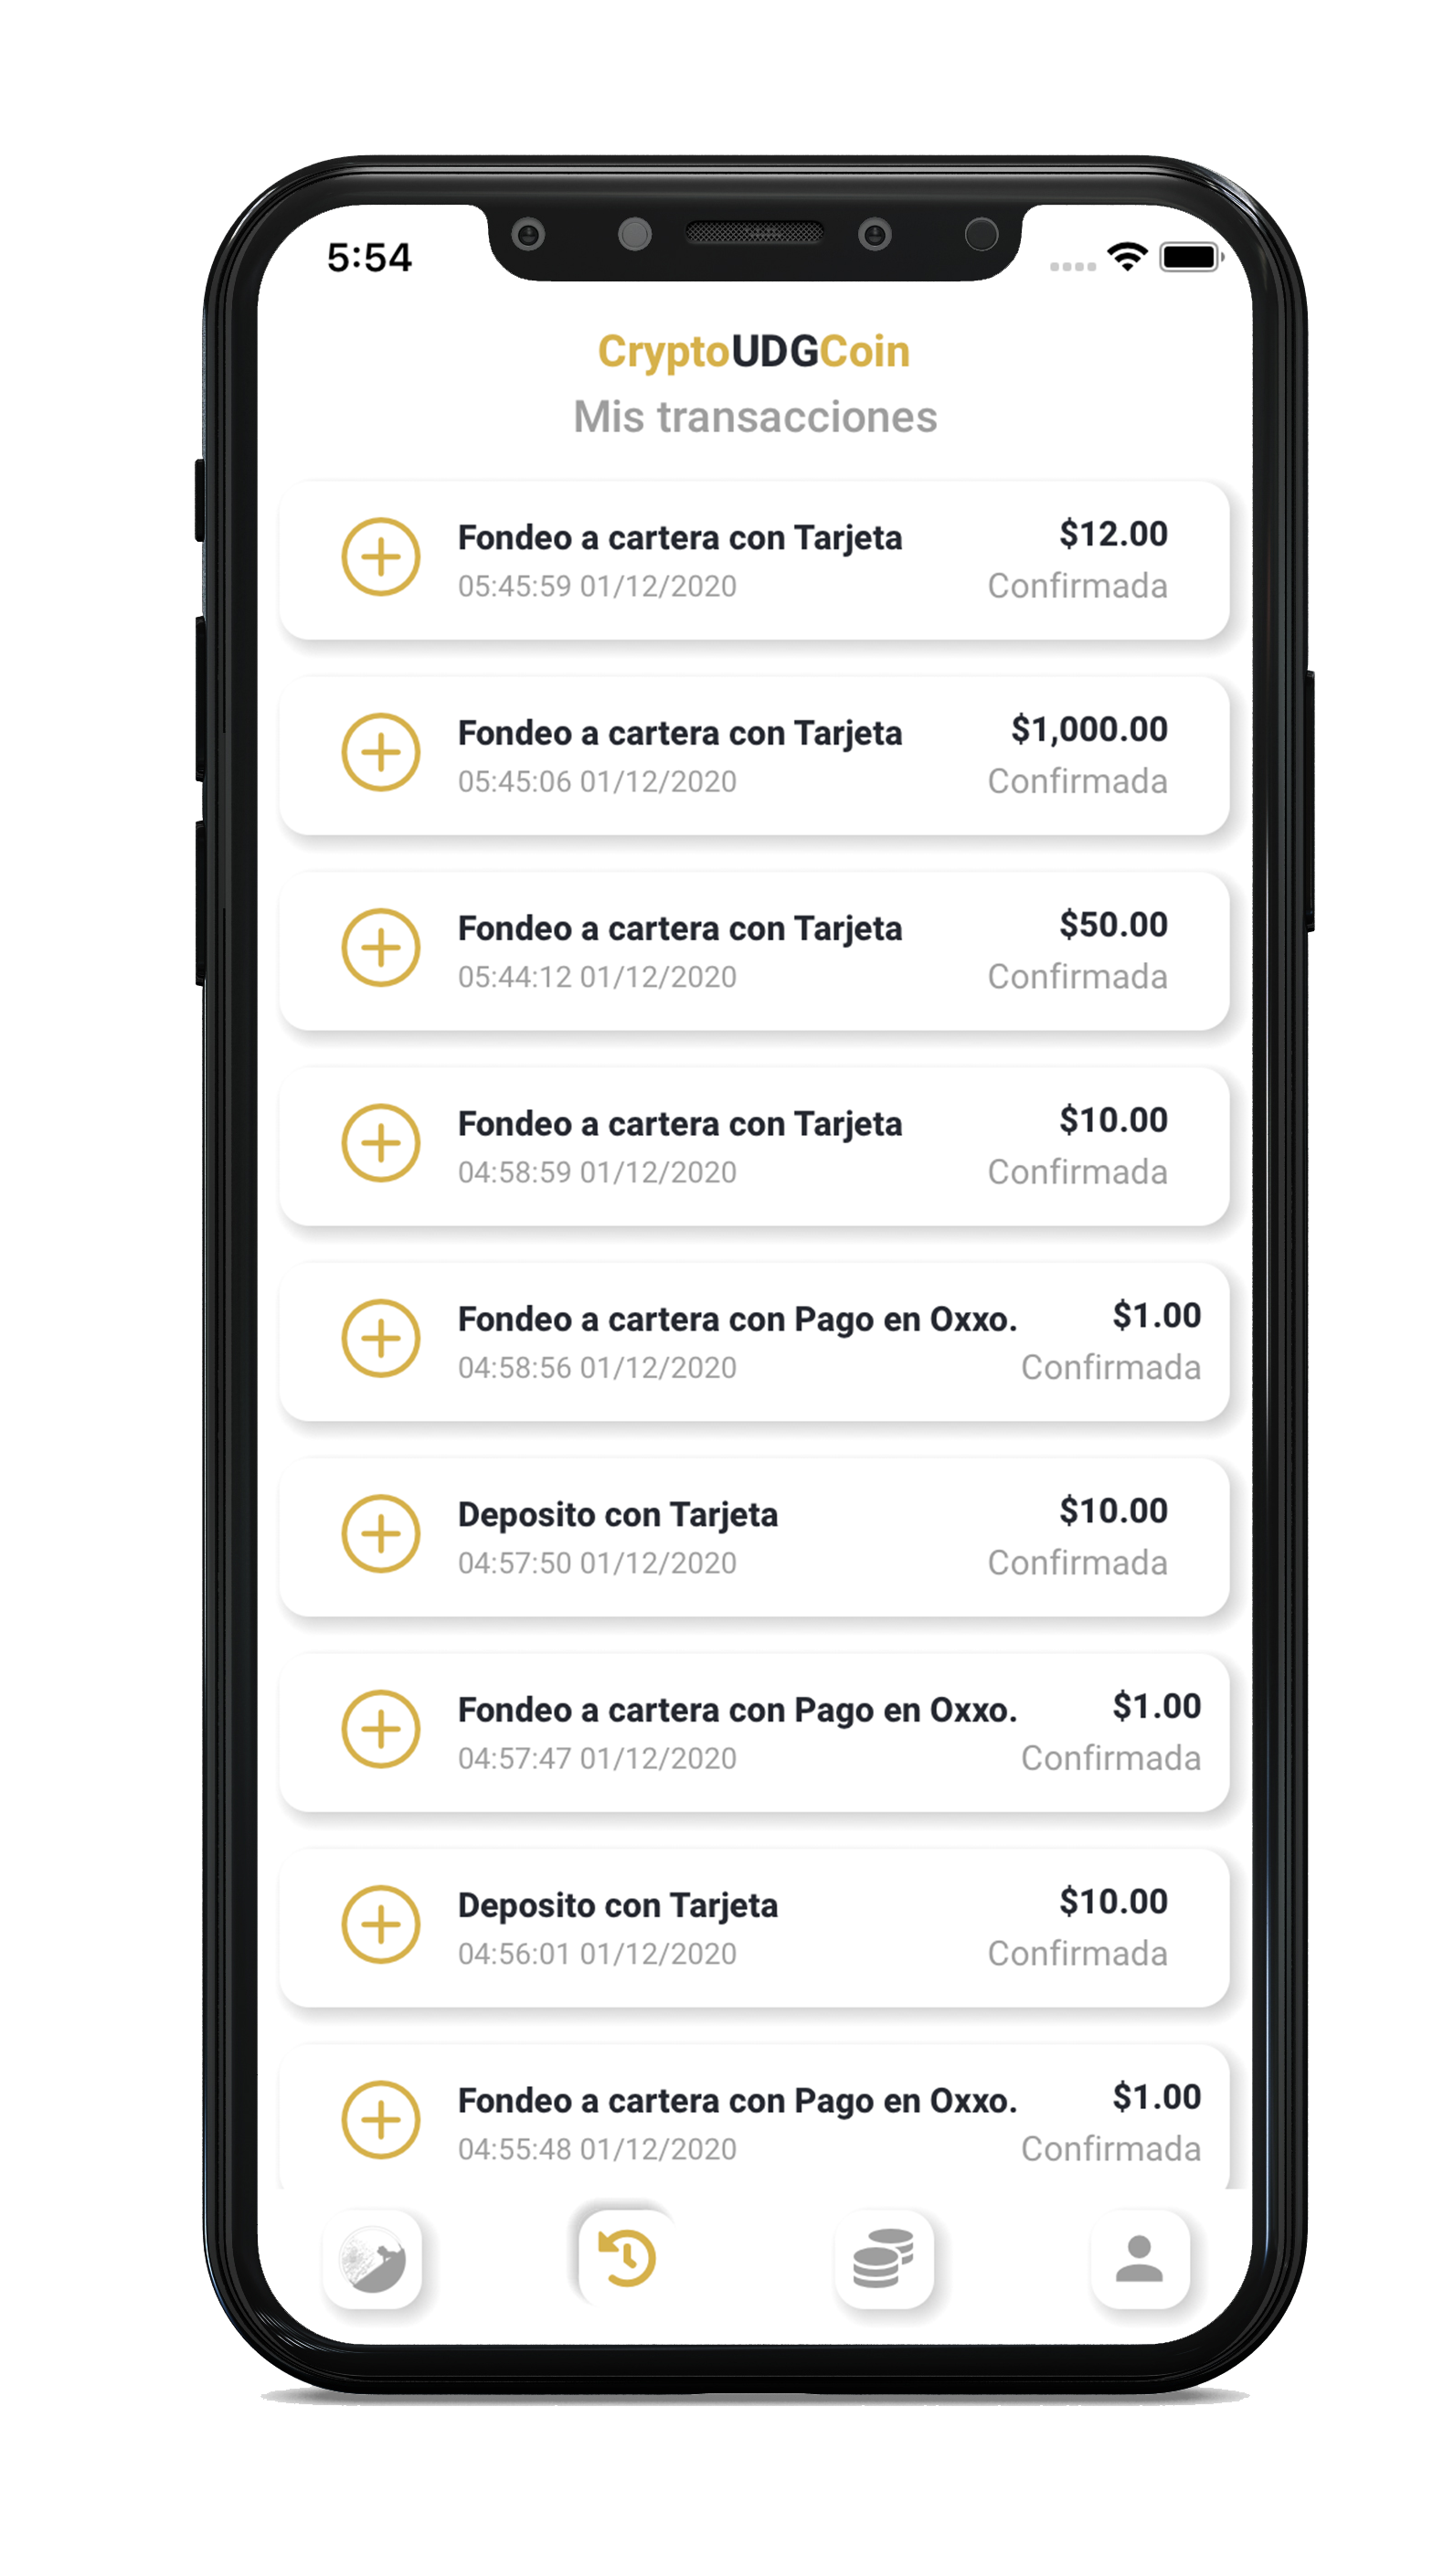 5:54
CryptoUDGCoin
Mis transacciones
Fondeo a cartera con Tarjeta
$12.00
05:45:59 01/12/2020
Confirmada
Fondeo a cartera con Tarjeta
$1,000.00
05:45:06 01/12/2020
Confirmada
Fondeo a cartera con Tarjeta
$50.00
05:44:12 01/12/2020
Confirmada
Fondeo a cartera con Tarjeta
$10.00
04:58:59 01/12/2020
Confirmada
Fondeo a cartera con Pago en Oxxo.
$1.00
04:58:56 01/12/2020
Confirmada
Deposito con Tarjeta
$10.00
04:57:50 01/12/2020
Confirmada
Fondeo a cartera con Pago en Oxxo.
$1.00
04:57:47 01/12/2020
Confirmada
Deposito con Tarjeta
$10.00
04:56:01 01/12/2020
Confirmada
Fondeo a cartera con Pago en Oxxo.
$1.00
04:55:48 01/12/2020
Confirmada